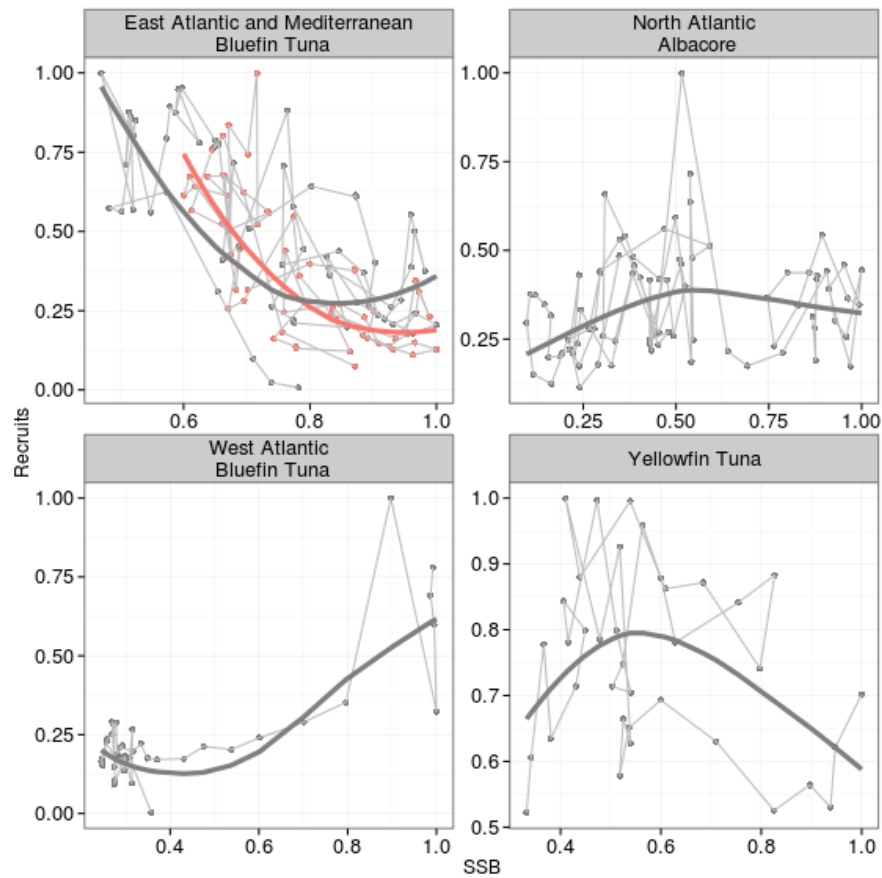 East Atlantic and Mediterranean
Bluefin Tuna
North Atlantic
Albacore
1.00
0.75
0.50
0.25
0.00
0.6 0.8 1.0
1.00
0.75
0.50
0.25
0.25 0.50 0.75 1.00
Recruits
West Atlantic
Bluefin Tuna
Yellowfin Tuna
1.00
0.75
0.50
0.25
0.00
0.4 0.6 0.8 1.0
1.0
0.9
0.8
0.7
0.6
0.5
0.4 0.6 0.8 1.0
SSB